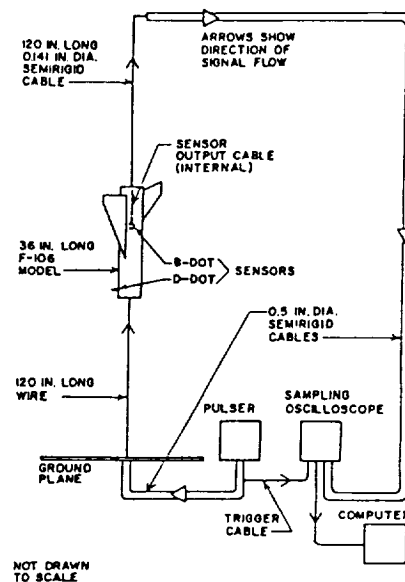 120 IN. LONG
0.141 IN. DIA.
SEMIRIGID
CABLE
ARROWS SHOW
DIRECTION OF
SIGNAL FLOW
SENSOR
OUTPUT CABLE
(INTERNAL)
36 IN. LONG
F-106
MODEL
B-DOT
D-DOT
SENSORS
0.5 IN. DIA.
SEMIRIGID
CABLES
120 IN. LONG
WIRE
PULSER
SAMPLING
OSCILLOSCOPE
GROUND
PLANE
TRIGGER
CABLE
COMPUTER
NOT DRAWN
TO SCALE